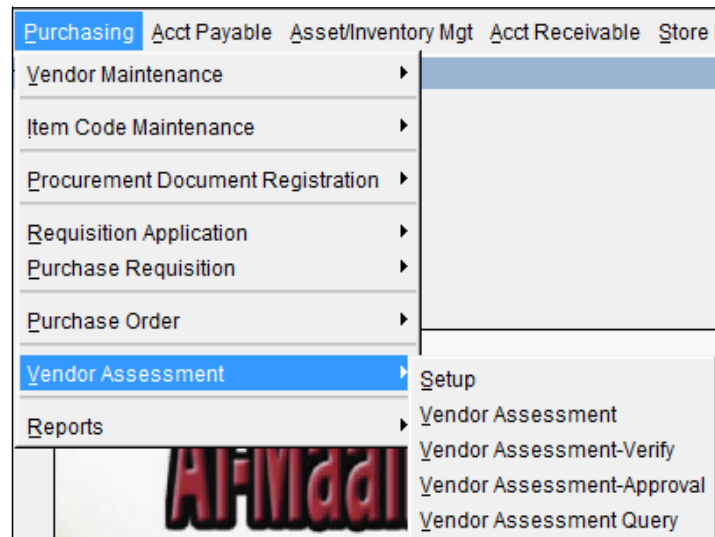 Purchasing Acct Payable Asset/Inventory Mgt Acct Receivable Store
Vendor Maintenance
Item Code Maintenance
Procurement Document Registration
Requisition Application
Purchase Requisition
Purchase Order
Vendor Assessment
Setup
Vendor Assessment
Reports
Vendor Assessment-Verify
Vendor Assessment-Approval
Vendor Assessment Query